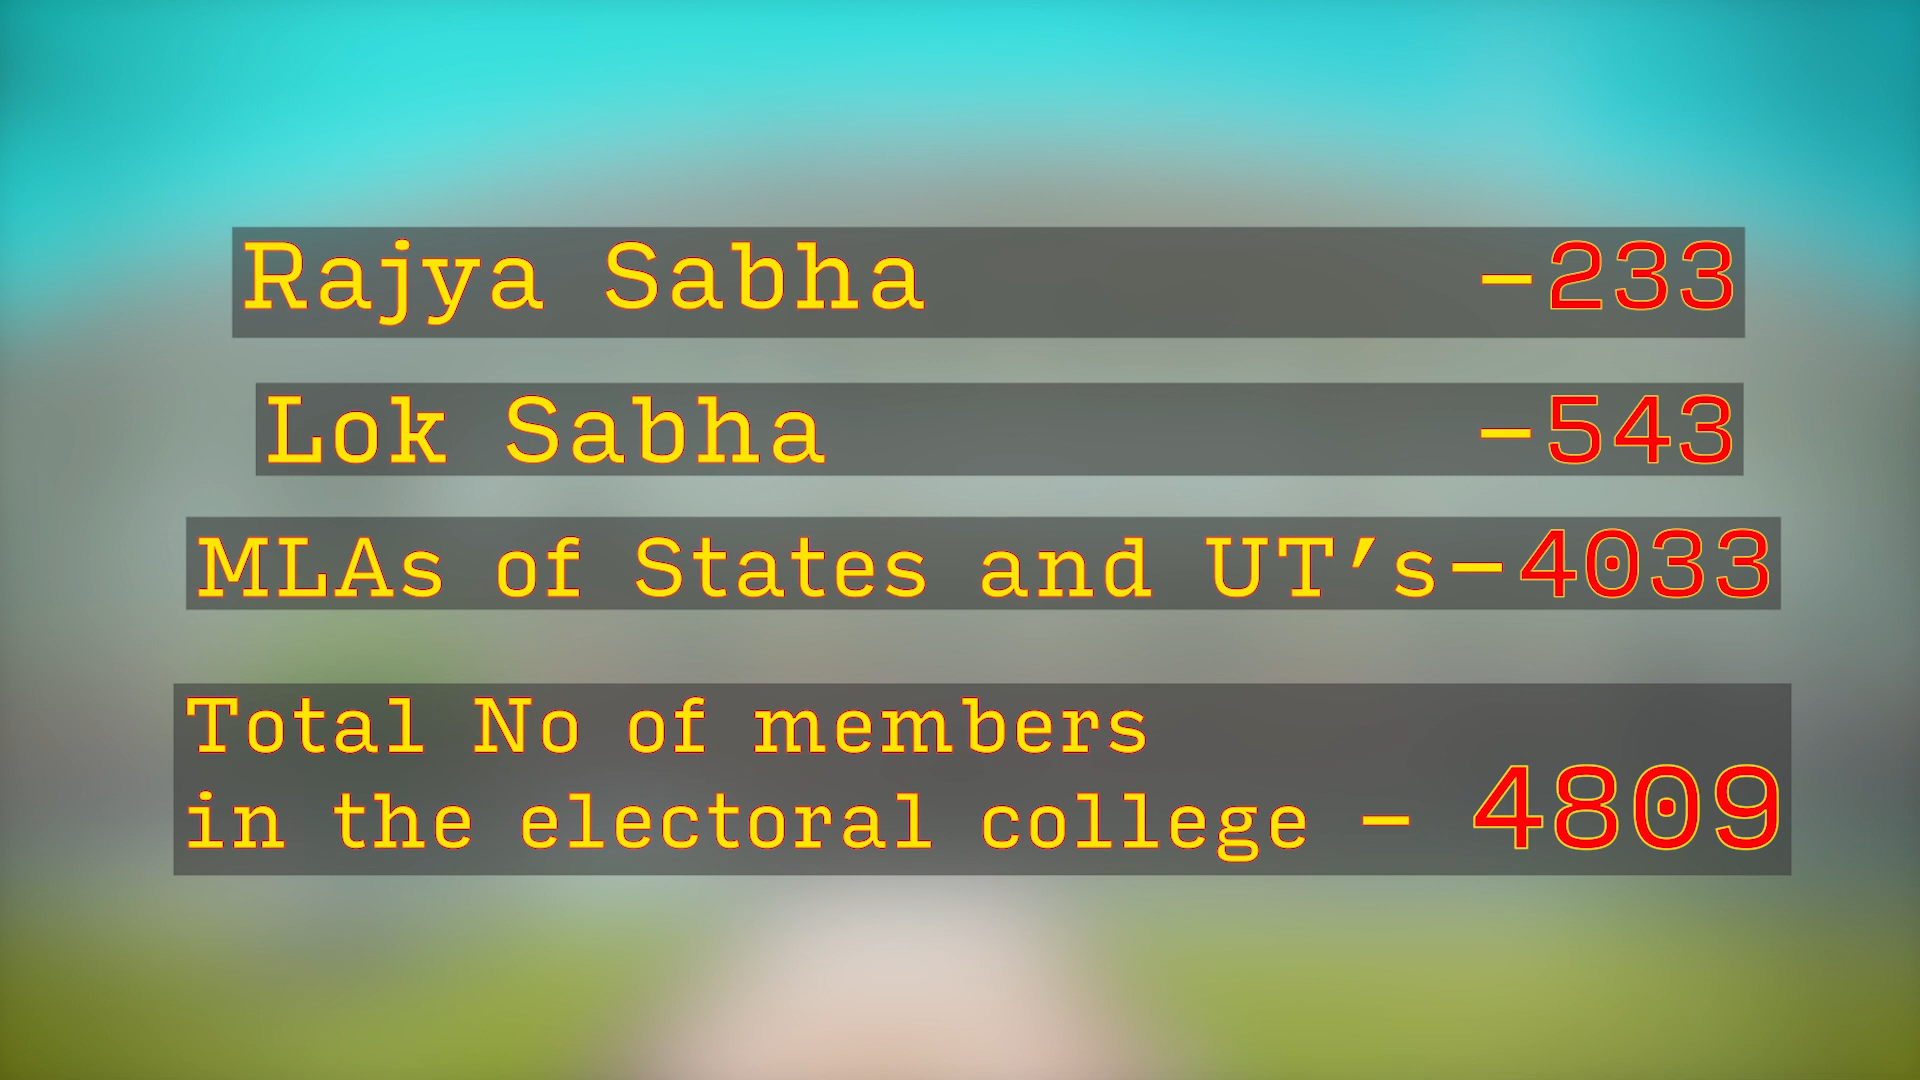 Rajya Sabha -233
Lok Sabha -543
MLAs of States and UT’s-4033
Total No of members
in the electoral college - 4809